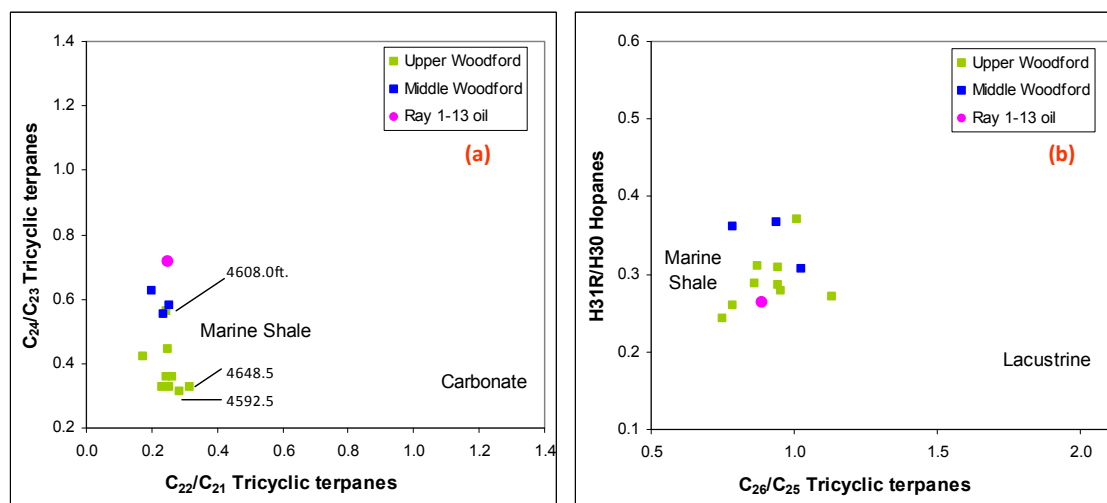 1.4
1.2
1.0
0.8
0.6
0.4
0.2
0.0 0.2 0.4 0.6 0.8 1.0 1.2 1.4
C₂₄/C₂₃ Tricyclic terpanes
C₂₂/C₂₁ Tricyclic terpanes
Upper Woodford
Middle Woodford
Ray 1-13 oil
(a)
4608.0ft.
Marine Shale
4648.5
4592.5
Carbonate
0.6
0.5
0.4
0.3
0.2
0.1
0.5 1.0 1.5 2.0
H31R/H30 Hopanes
C₂₆/C₂₅ Tricyclic terpanes
Upper Woodford
Middle Woodford
Ray 1-13 oil
(b)
Marine
Shale
Lacustrine